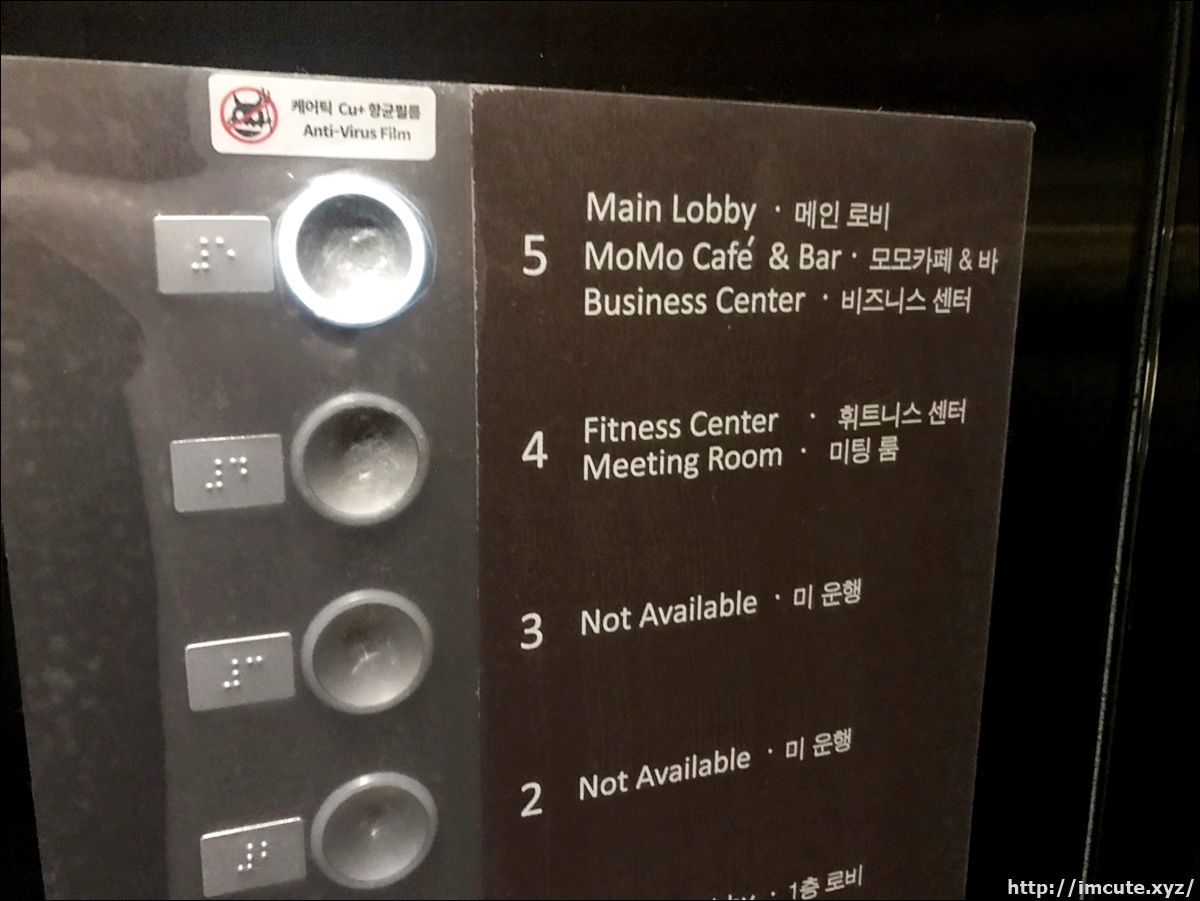 케어틱 Cu+ 항균필름
Anti-Virus Film
5
Main Lobby · 메인 로비
MoMo Café & Bar · 모모카페 & 바
Business Center · 비즈니스 센터
4
Fitness Center · 휘트니스 센터
Meeting Room · 미팅 룸
3 Not Available · 미 운행
2 Not Available · 미 운행
· 1층 로비
http://imcute.xyz/